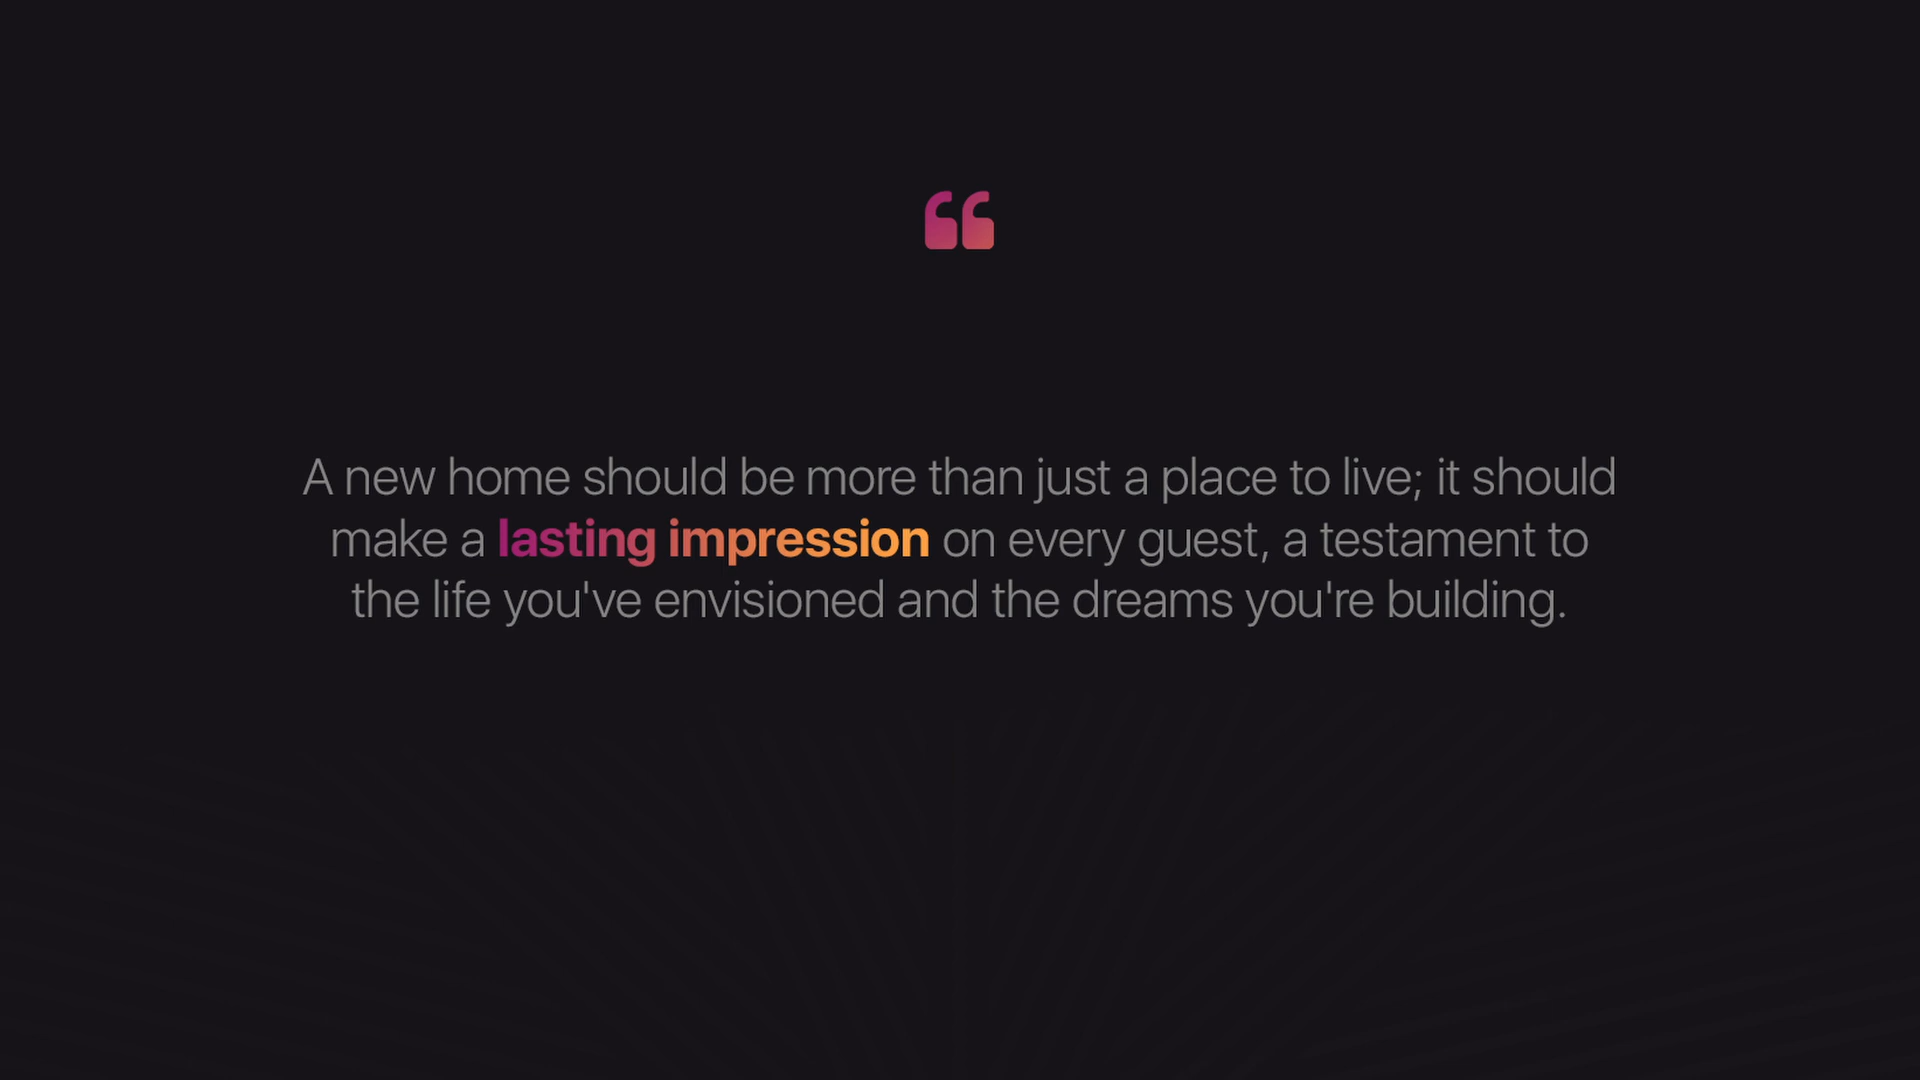 A new home should be more than just a place to live; it should
make a lasting impression on every guest, a testament to
the life you've envisioned and the dreams you're building.